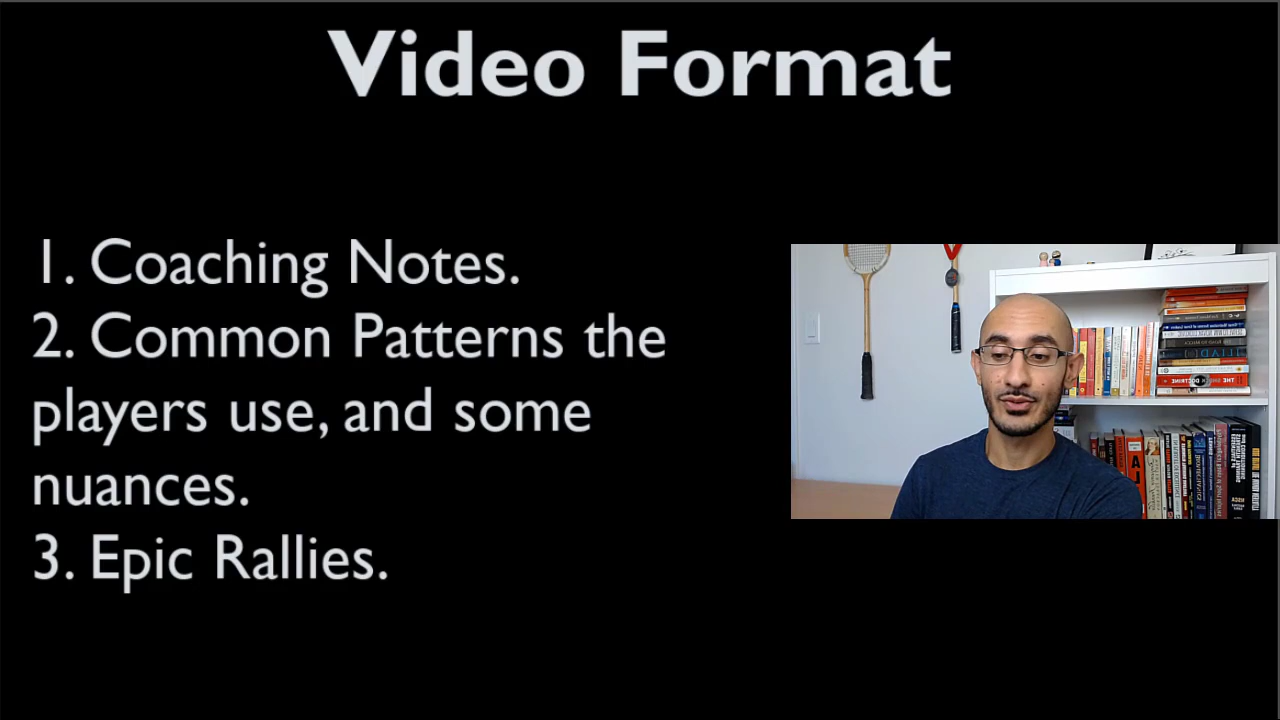 Video Format
1. Coaching Notes.
2. Common Patterns the
players use, and some
nuances.
3. Epic Rallies.